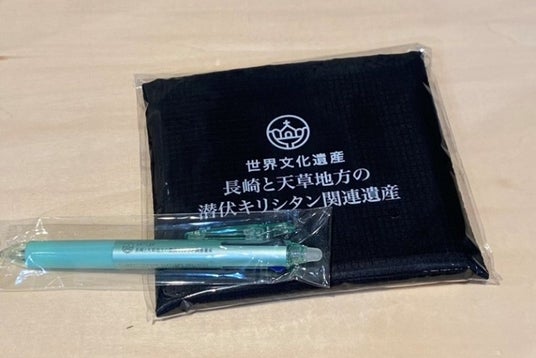 世界文化遺産
長崎と天草地方の
潜伏キリシタン関連遺産